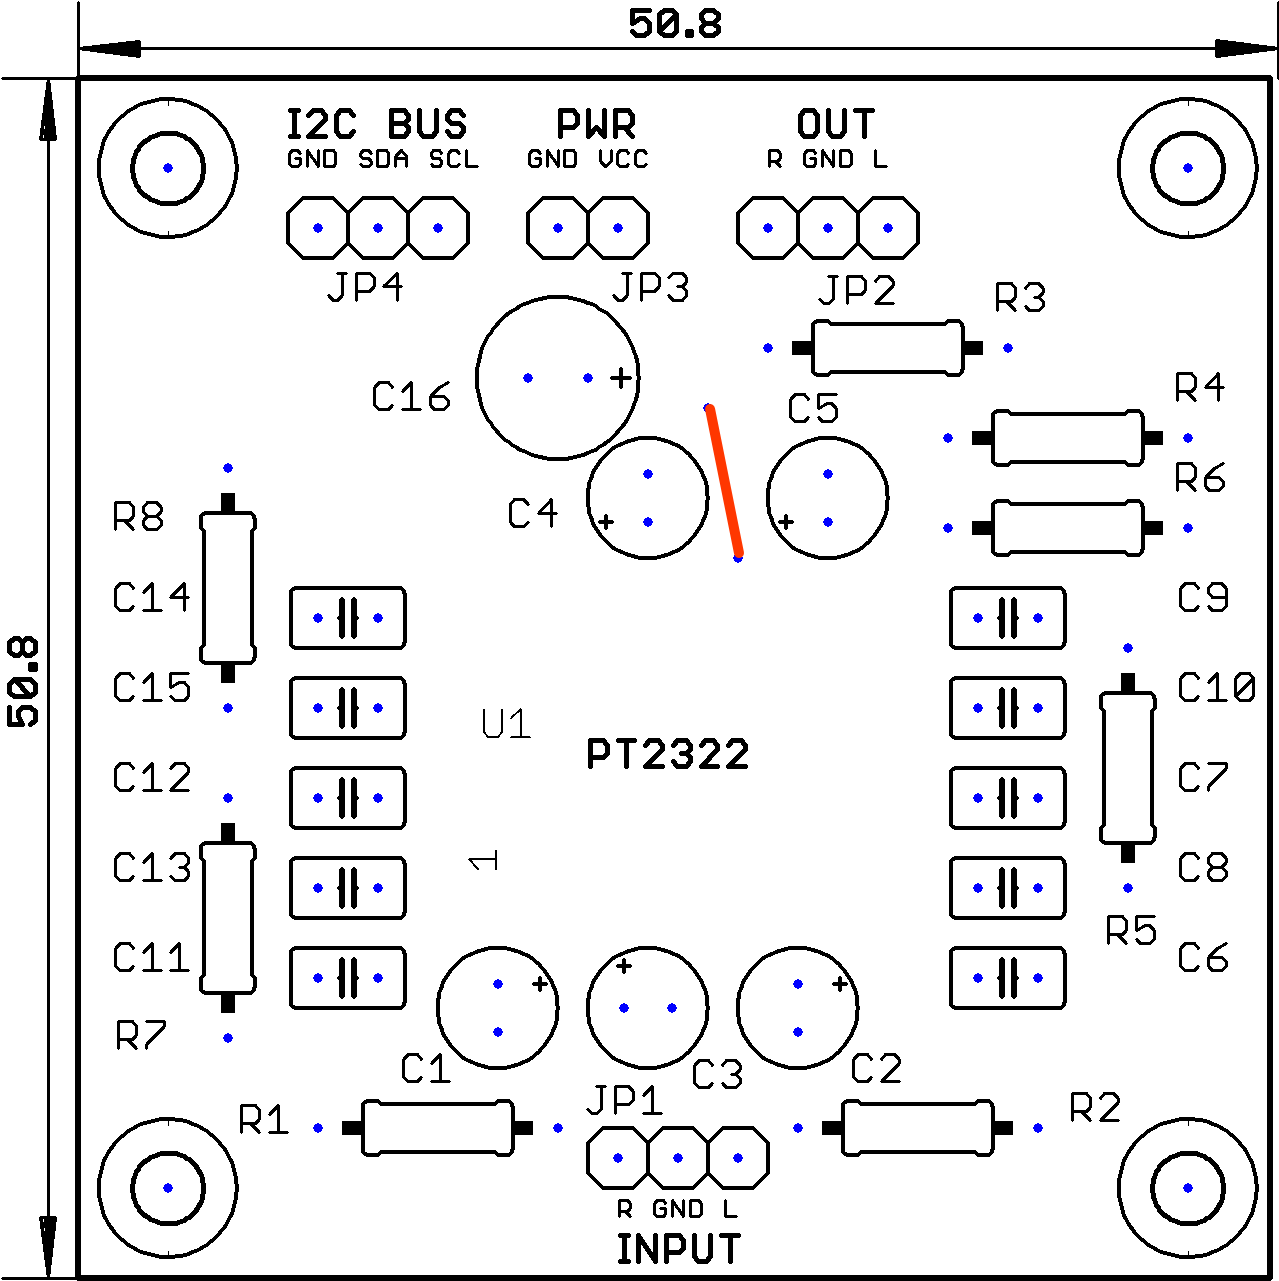 50.8
I2C BUS PWR OUT
GND SDA SCL GND VCC R GND L
JP4 JP3 JP2 R3
C16 + C5 R4
R6
R8 C4 + +
C14 C9
C15 C10
U1
PT2322
50.8
C12 C7
C13 1 C8
R5
C11 + + + C6
R7
C1 C3 C2
JP1
R1 R2
R GND L
INPUT